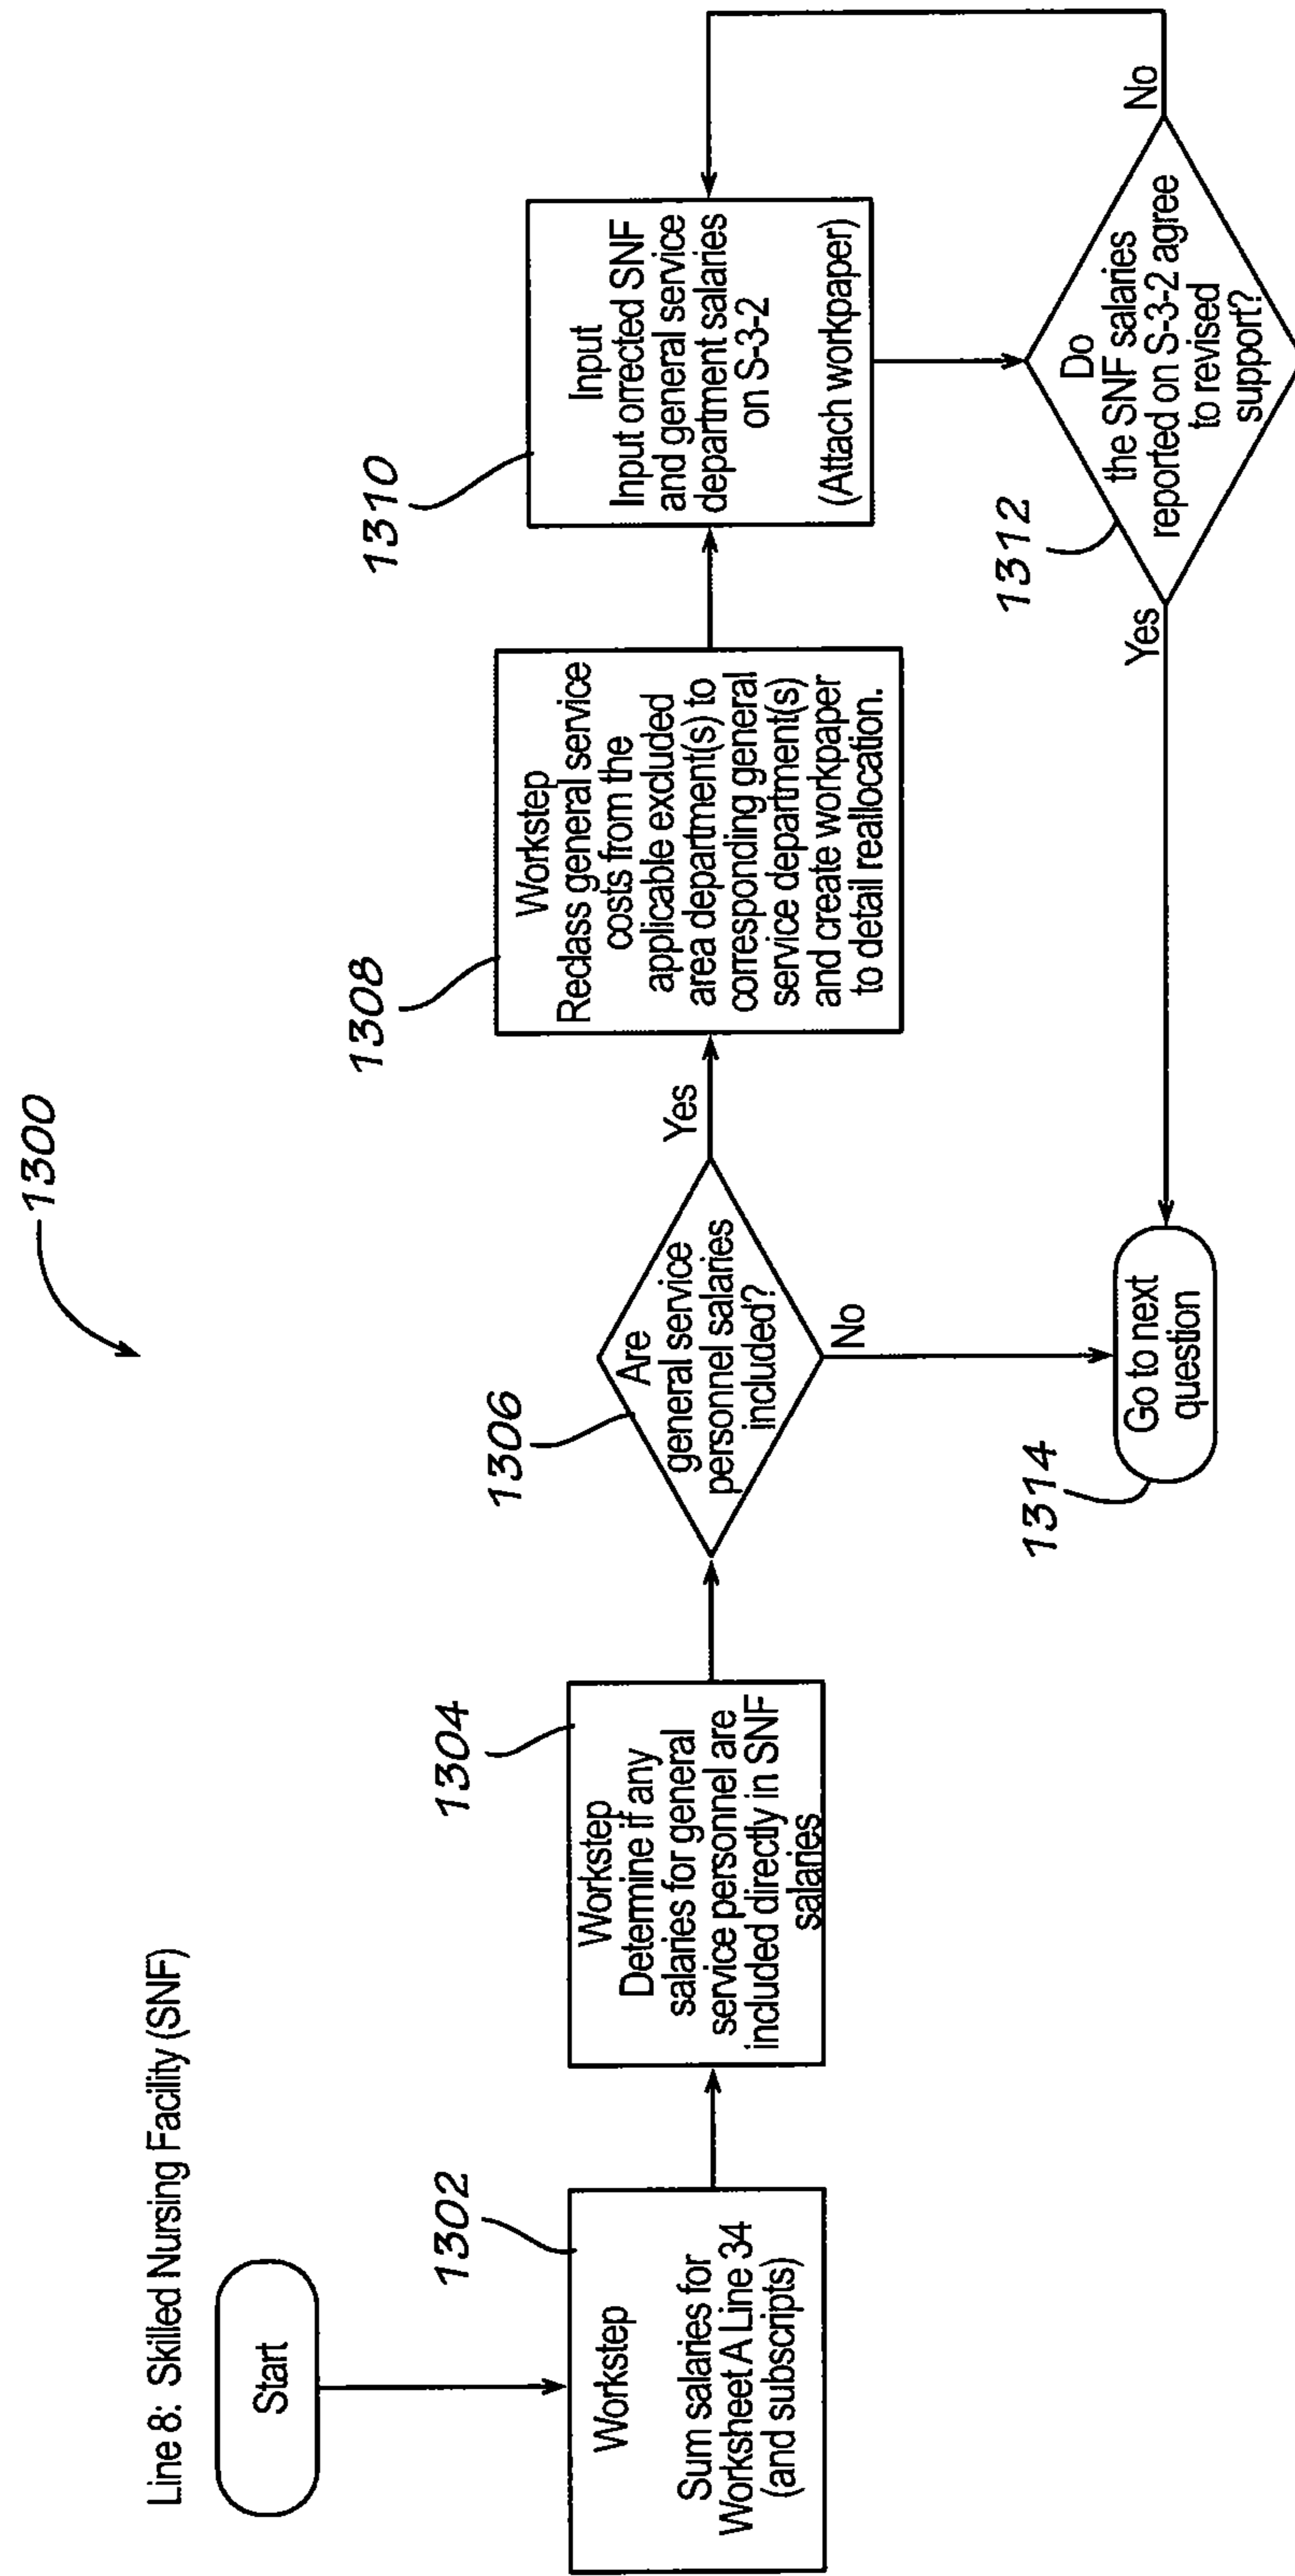 1300
Line 8: Skilled Nursing Facility (SNF)
Start
1302
Workstep
Sum salaries for
Worksheet A Line 34
(and subscripts)
1304
Workstep
Determine if any
salaries for general
service personnel are
included directly in SNF
salaries
1306
Are
general service
personnel salaries
included?
Yes
No
1308
Workstep
Reclass general service
costs from the
applicable excluded
area department(s) to
corresponding general
service department(s)
and create workpaper
to detail reallocation.
1310
Input
Input orrected SNF
and general service
department salaries
on S-3-2
(Attach workpaper)
1312
Do
the SNF salaries
reported on S-3-2 agree
to revised
support?
Yes
No
1314
Go to next
question